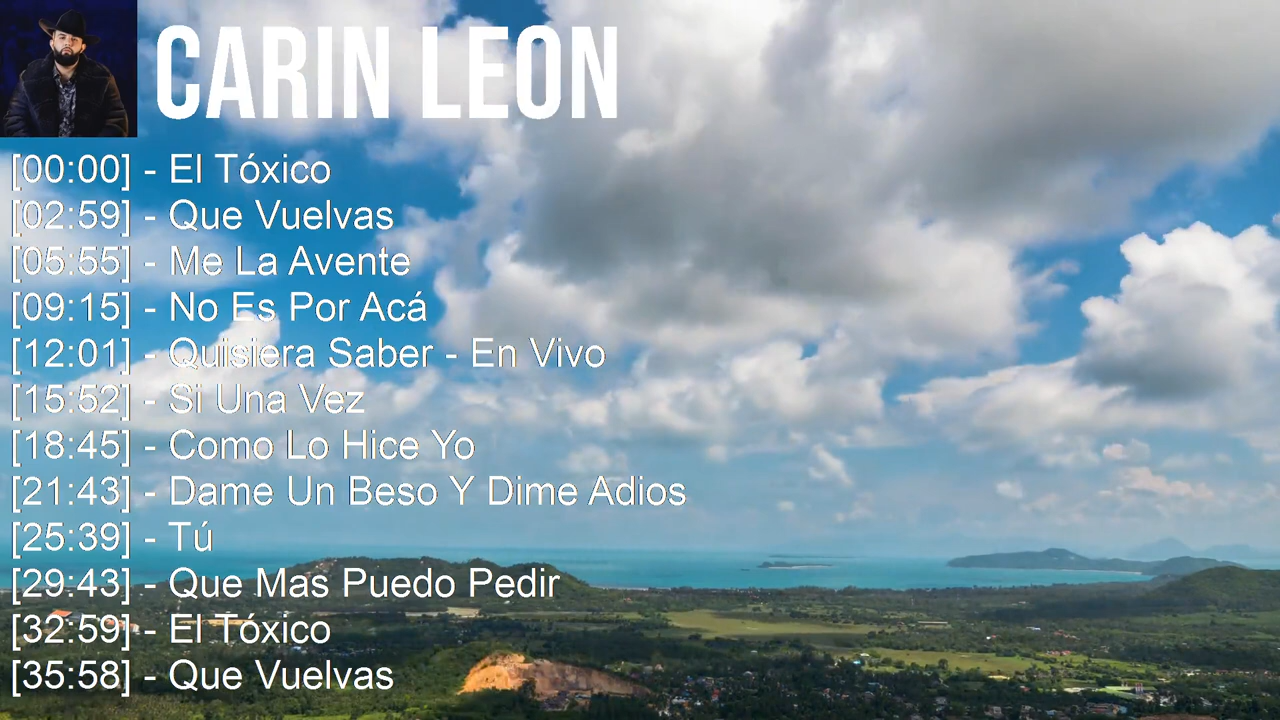 CARIN LEON
[00:00] - El Tóxico
[02:59] - Que Vuelvas
[05:55] - Me La Avente
[09:15] - No Es Por Acá
[12:01] - Quisiera Saber - En Vivo
[15:52] - Si Una Vez
[18:45] - Como Lo Hice Yo
[21:43] - Dame Un Beso Y Dime Adios
[25:39] - Tú
[29:43] - Que Mas Puedo Pedir
[32:59] - El Tóxico
[35:58] - Que Vuelvas